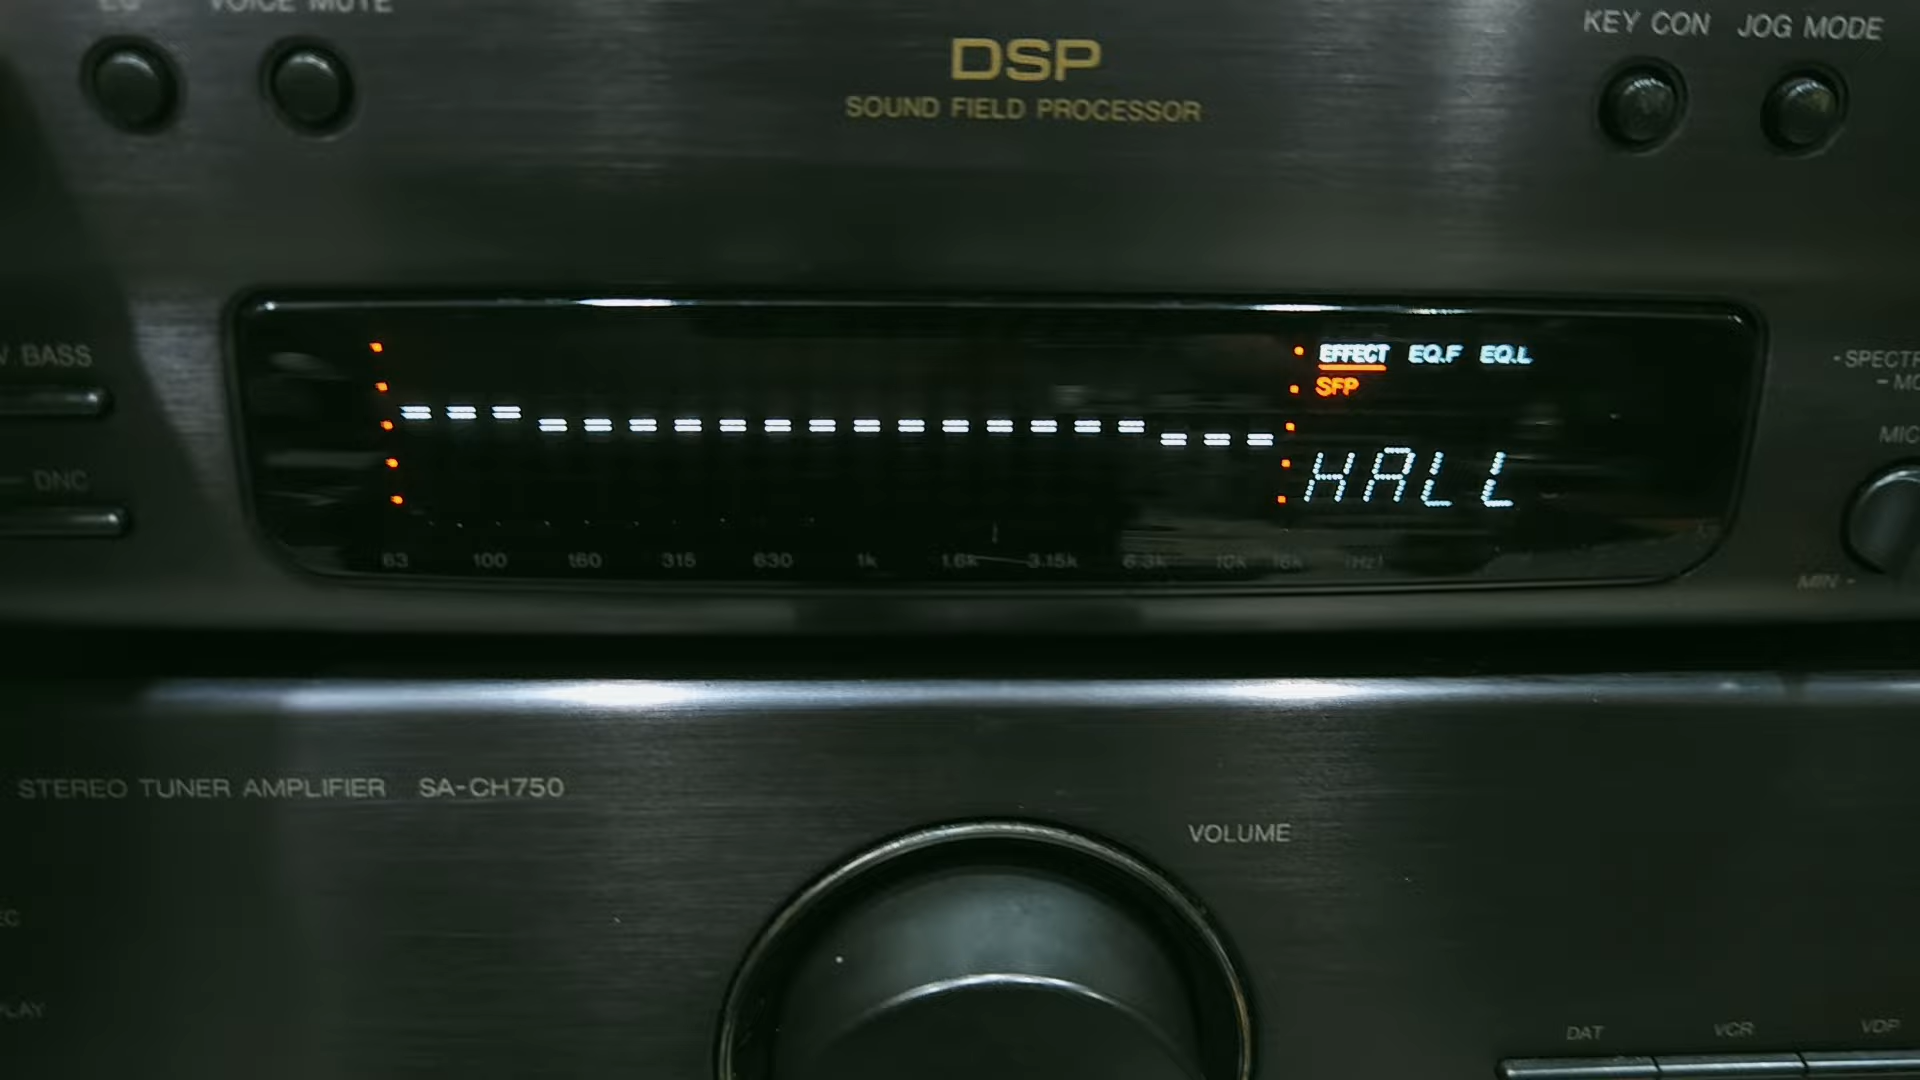 VOICE MUTE
DSP
SOUND FIELD PROCESSOR
KEY CON JOG MODE
BASS
DNC
EFFECT EQ.F EQ.L
SFP
HALL
63 100 160 315 630 1k 1.6k 3.15k 6.3k 10k 16k (Hz)
MIN
STEREO TUNER AMPLIFIER SA-CH750
VOLUME
DAT VCR VDP